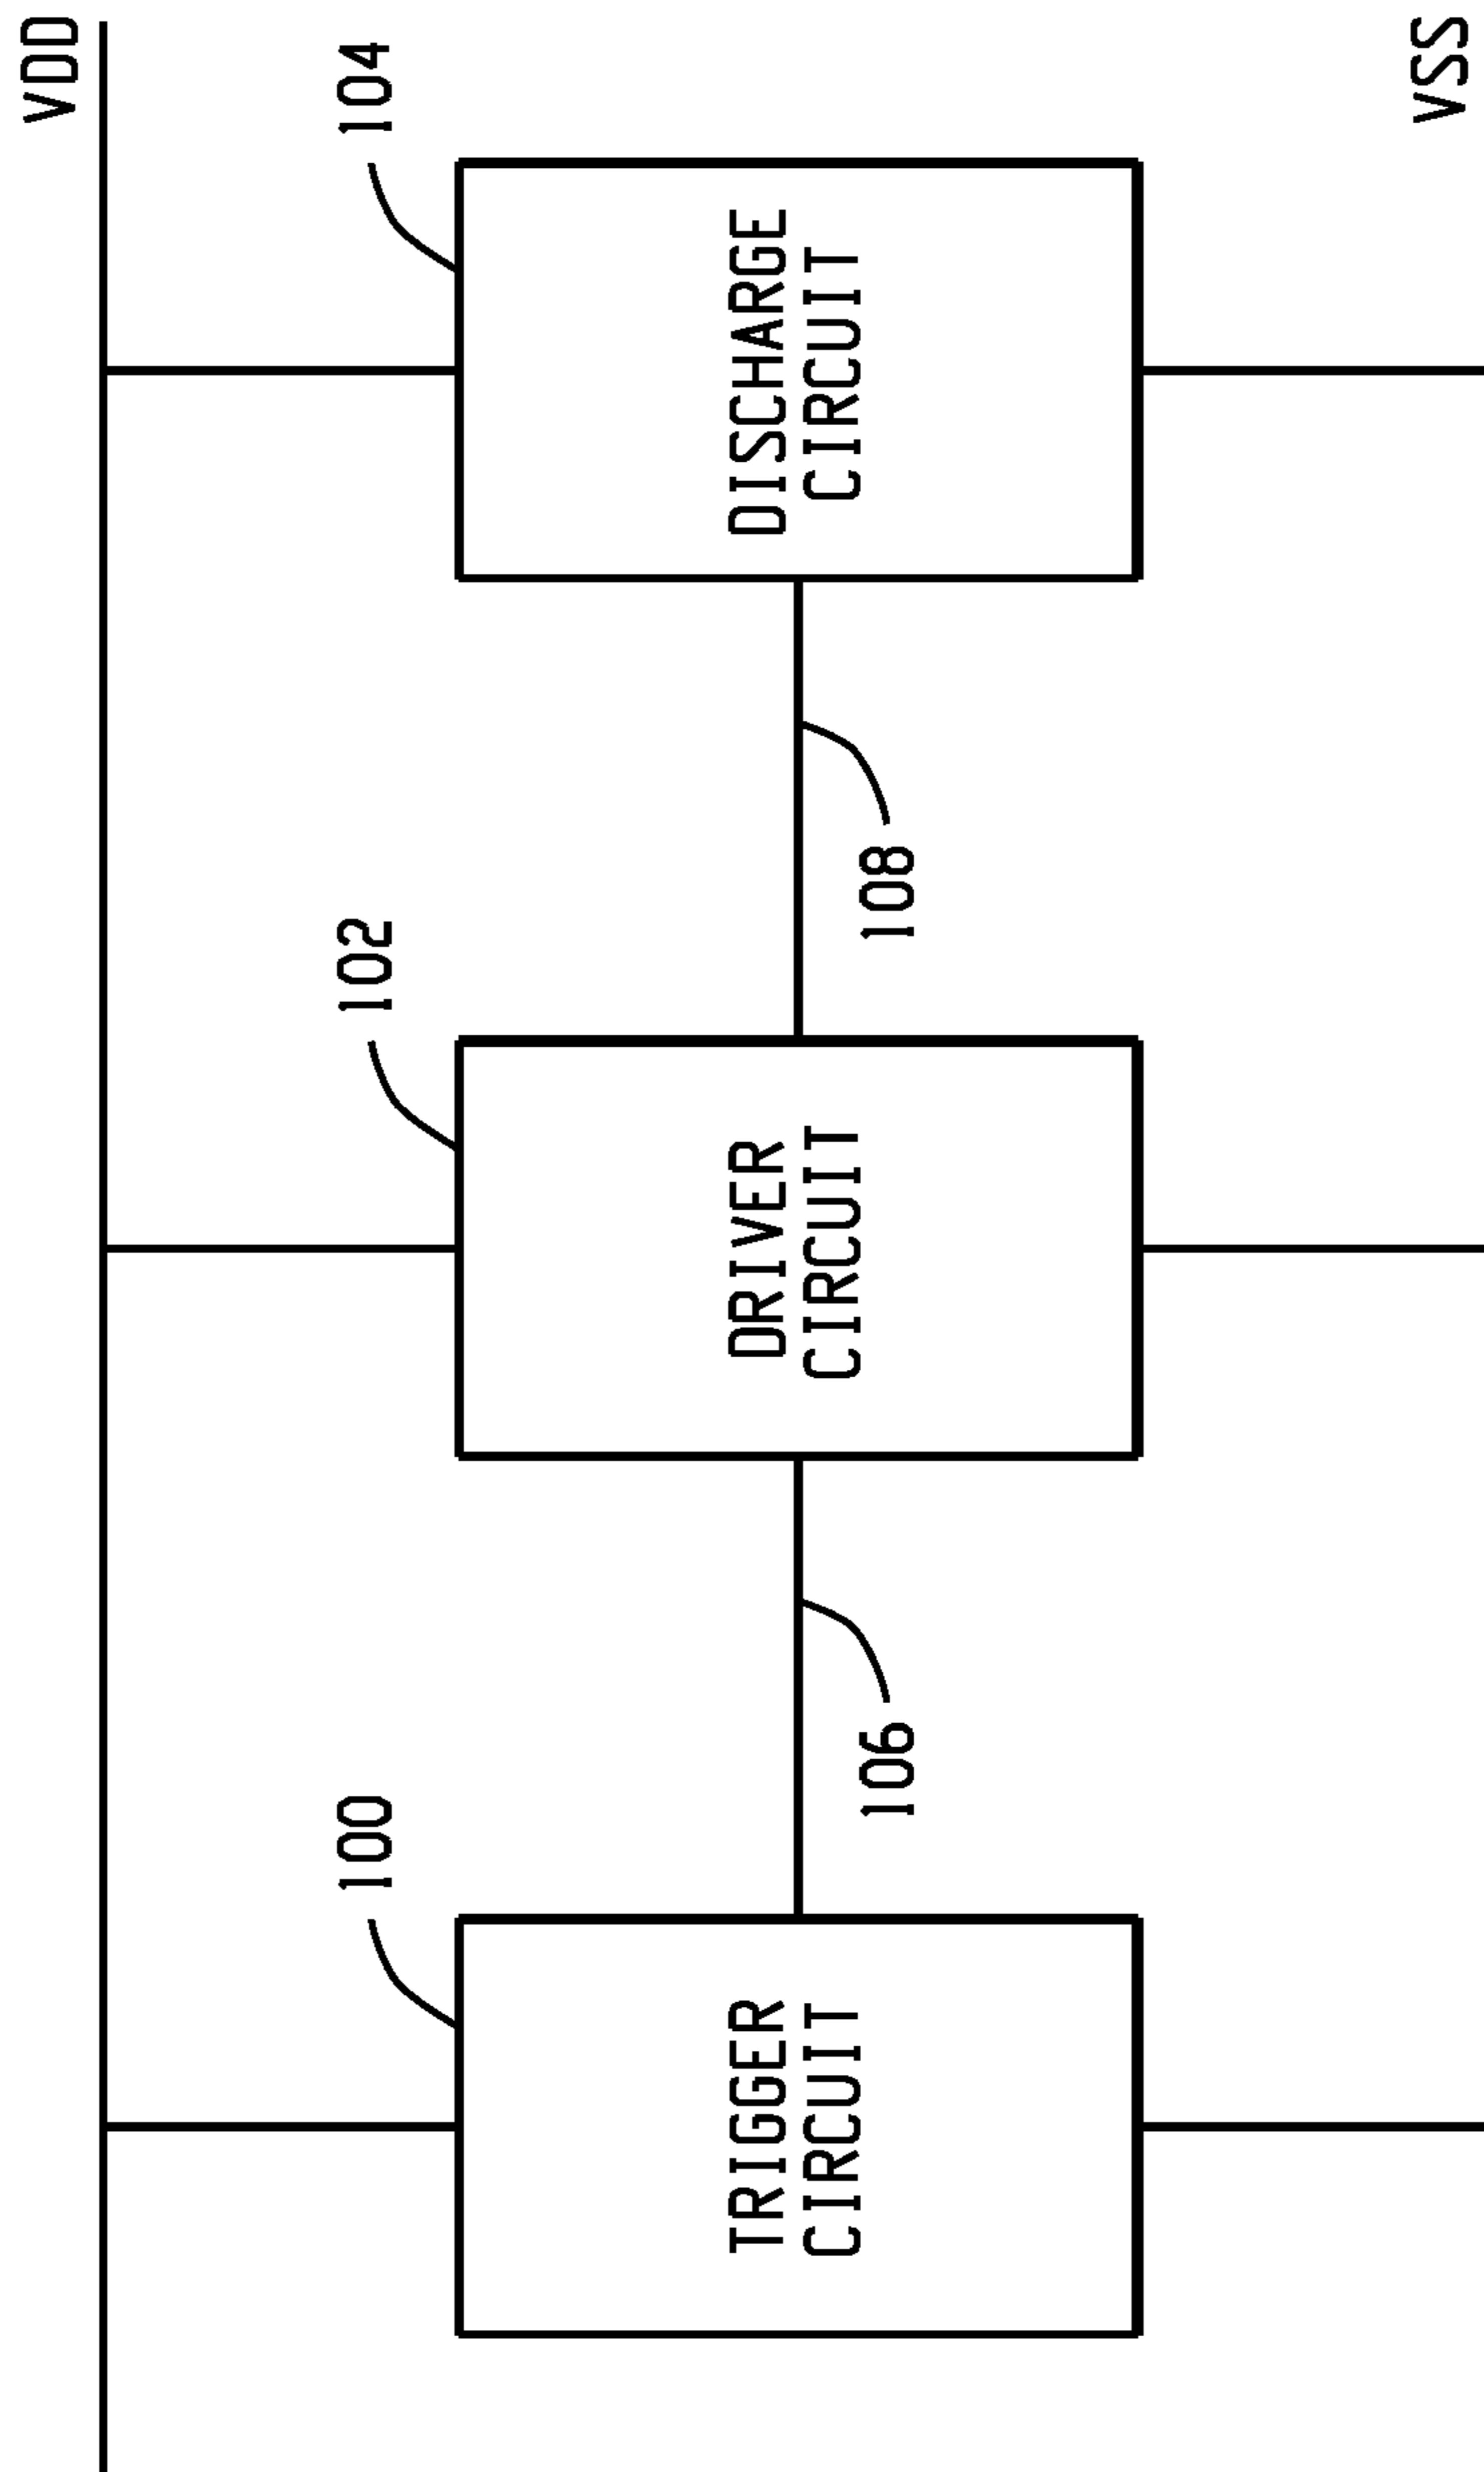 VDD
100
102
104
TRIGGER
CIRCUIT
DRIVER
CIRCUIT
DISCHARGE
CIRCUIT
106
108
VSS